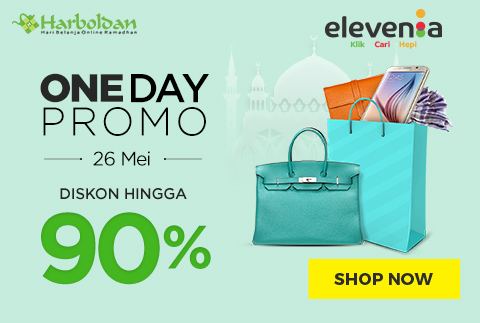 Harboldan
Hari Belanja Online Ramadhan
elevenia
Klik Cari Hepi
ONE DAY
PROMO
26 Mei
DISKON HINGGA
90%
SHOP NOW